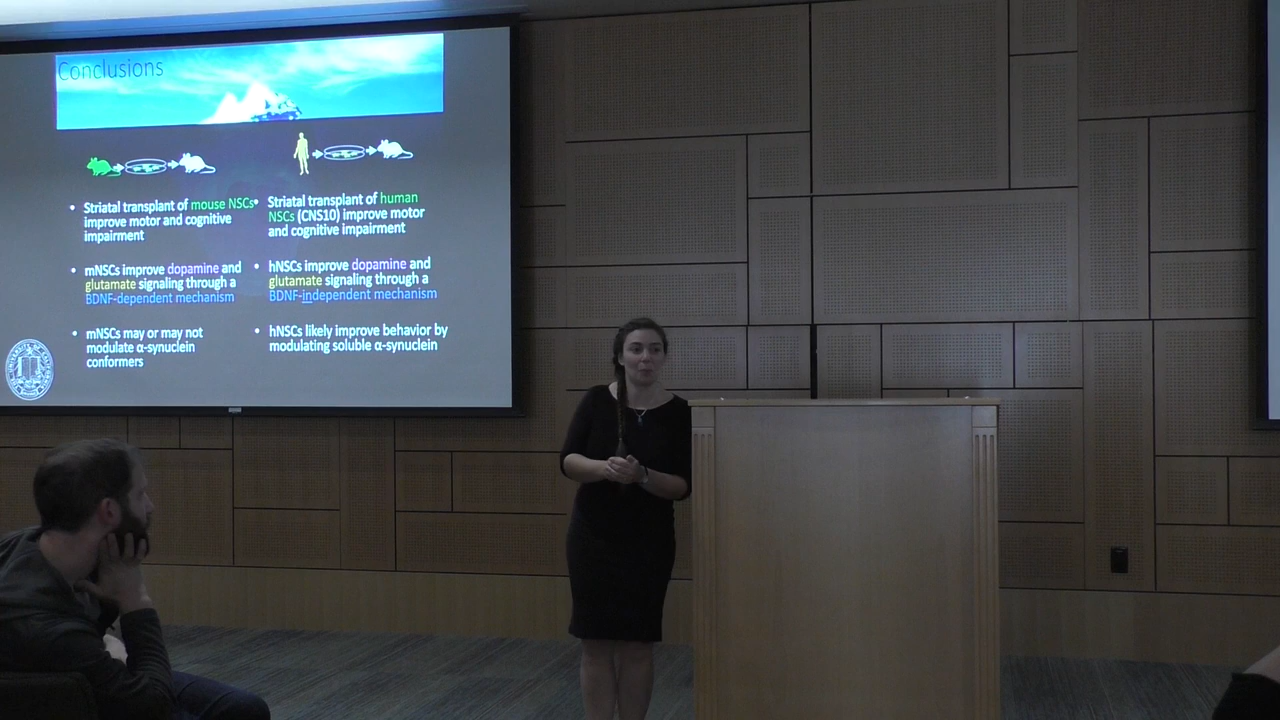 Conclusions
• Striatal transplant of mouse NSCs
improve motor and cognitive
impairment
• mNSCs improve dopamine and
glutamate signaling through a
BDNF-dependent mechanism
• mNSCs may or may not
modulate α-synuclein
conformers
• Striatal transplant of human
NSCs (CNS10) improve motor
and cognitive impairment
• hNSCs improve dopamine and
glutamate signaling through a
BDNF-independent mechanism
• hNSCs likely improve behavior by
modulating soluble α-synuclein